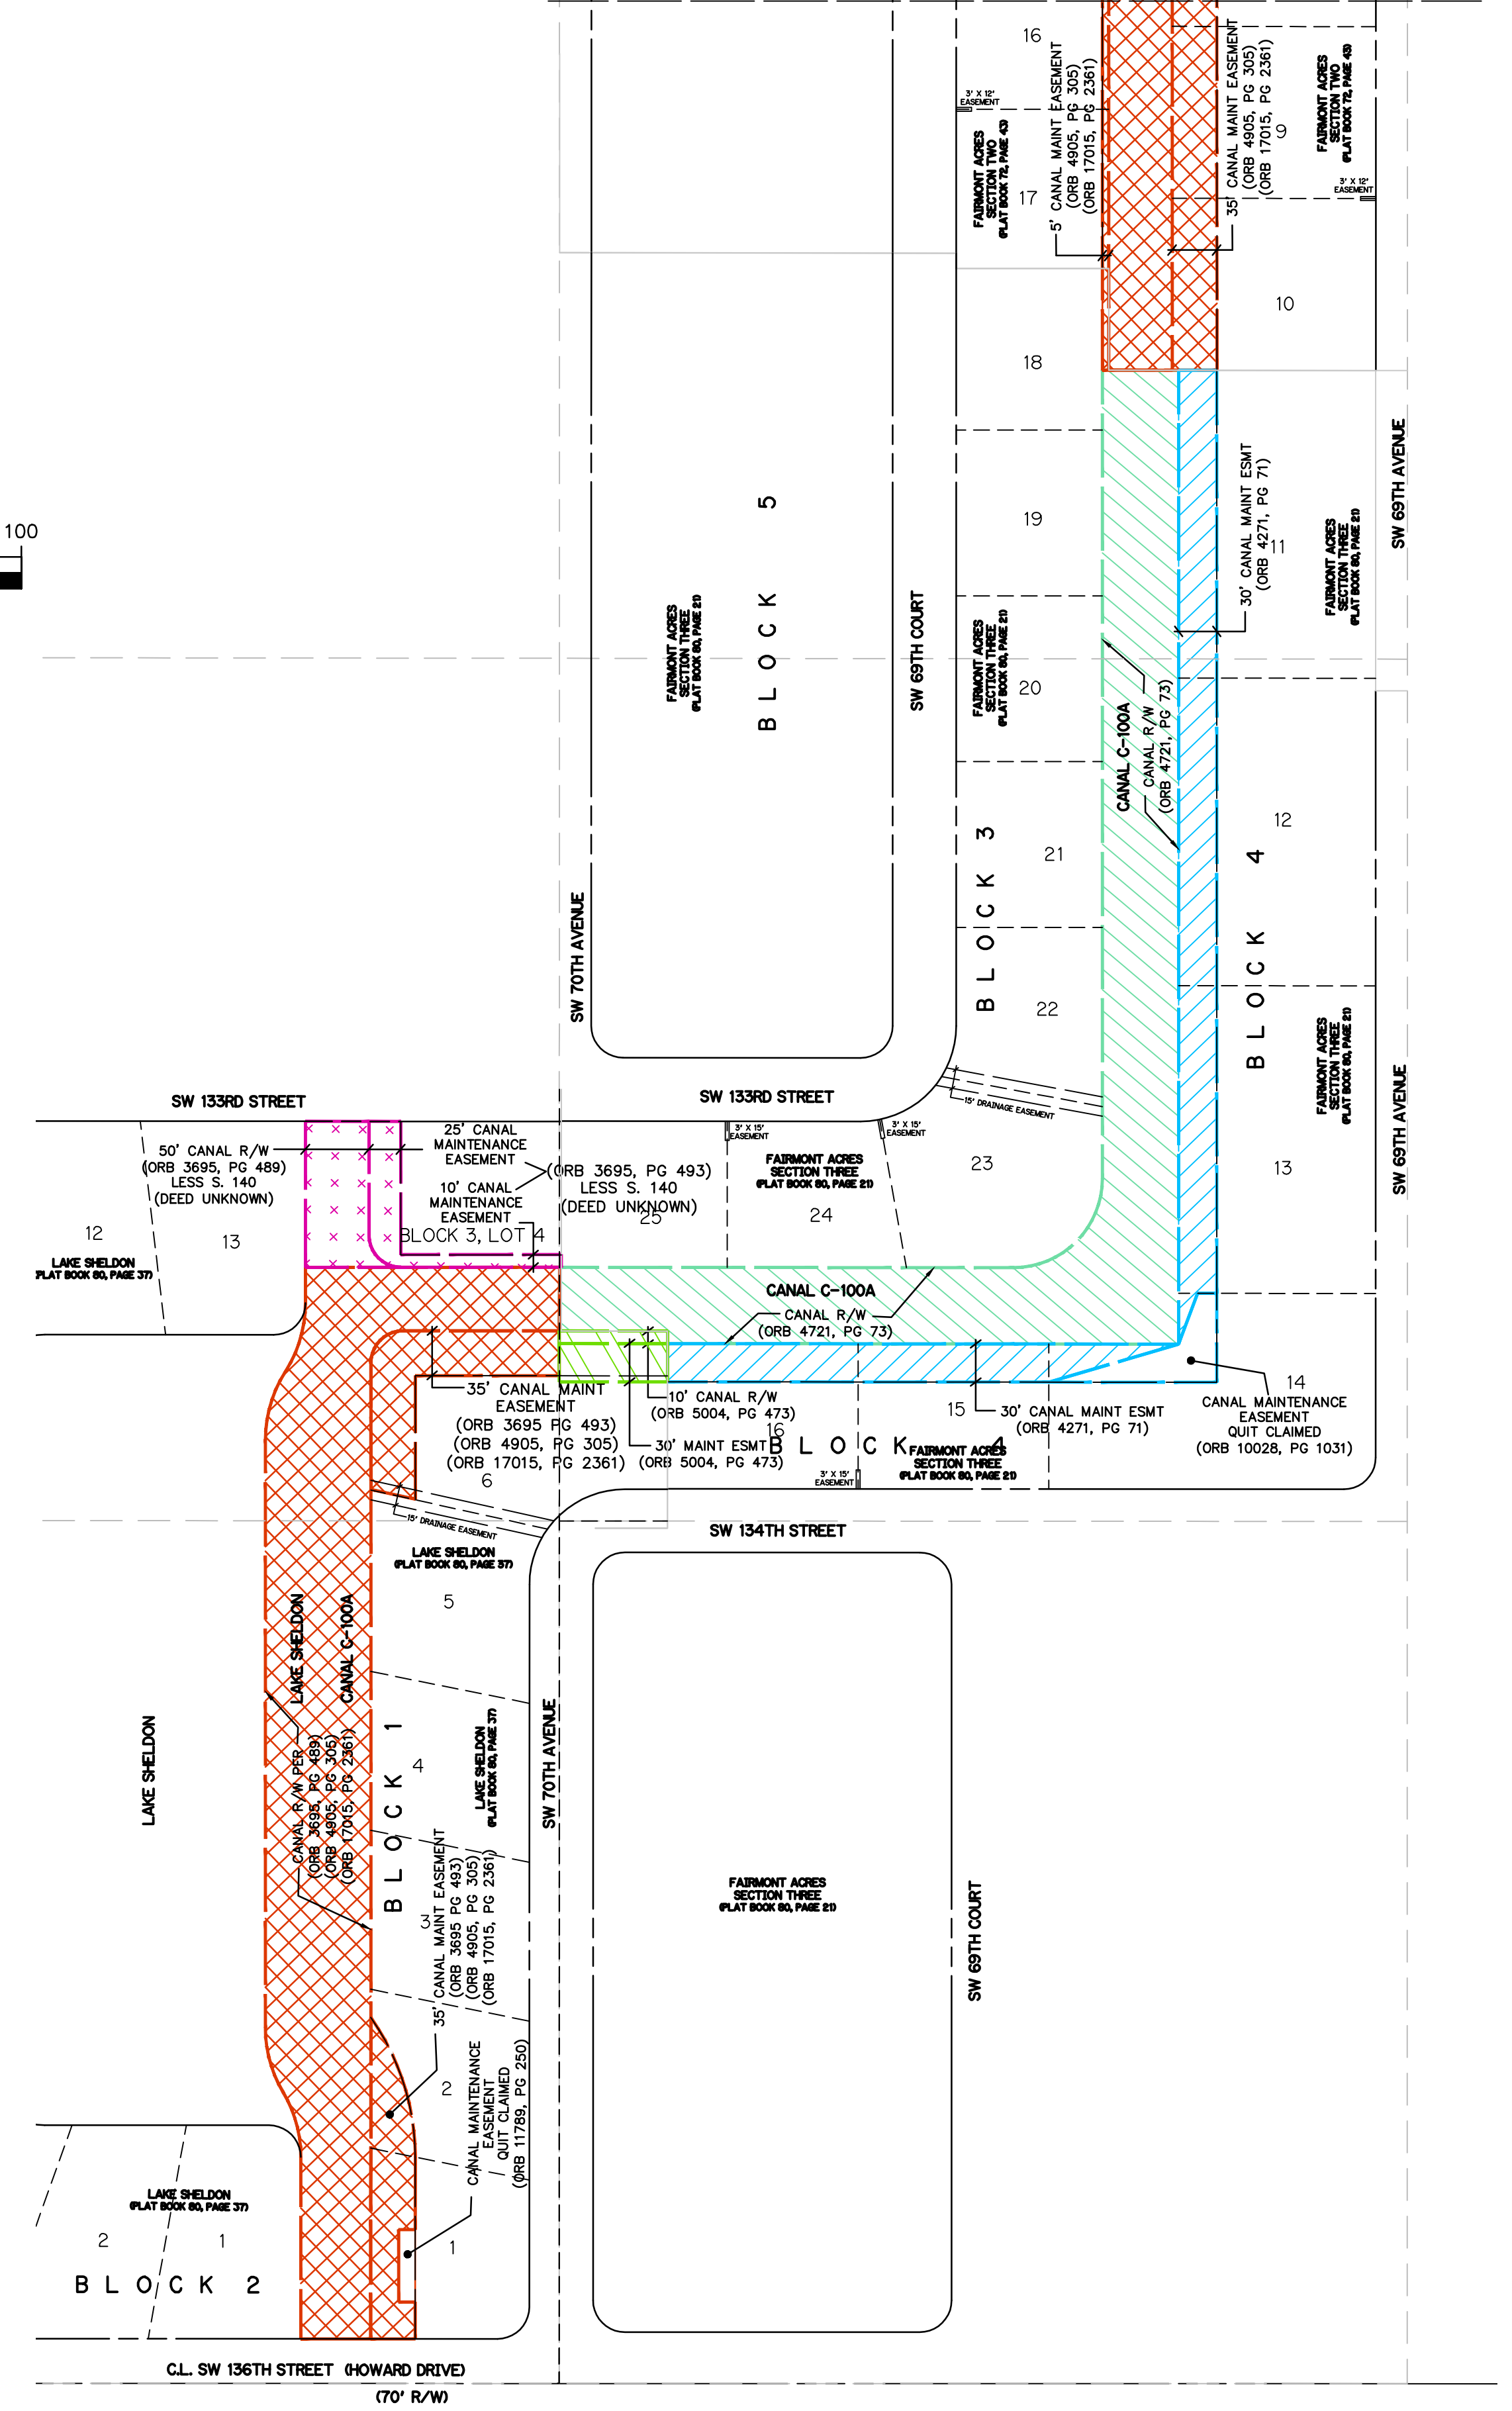 16
3' X 12'
EASEMENT
FAIRMONT ACRES
SECTION TWO
(PLAT BOOK 72, PAGE 43)
17
5' CANAL MAINT EASEMENT
(ORB 4905, PG 305)
(ORB 17015, PG 2361)
35' CANAL MAINT EASEMENT
(ORB 4905, PG 305)
(ORB 17015, PG 2361)
9
FAIRMONT ACRES
SECTION TWO
(PLAT BOOK 72, PAGE 43)
3' X 12'
EASEMENT
10
18
100
19
20
21
22
BLOCK 5
FAIRMONT ACRES
SECTION THREE
(PLAT BOOK 80, PAGE 21)
SW 69TH COURT
FAIRMONT ACRES
SECTION THREE
(PLAT BOOK 80, PAGE 21)
BLOCK 3
CANAL C-100A
CANAL R/W
(ORB 4721, PG 73)
30' CANAL MAINT ESMT
(ORB 4271, PG 71)
11
FAIRMONT ACRES
SECTION THREE
(PLAT BOOK 80, PAGE 21)
SW 69TH AVENUE
12
BLOCK 4
FAIRMONT ACRES
SECTION THREE
(PLAT BOOK 80, PAGE 21)
13
SW 69TH AVENUE
SW 70TH AVENUE
SW 133RD STREET
SW 133RD STREET
15' DRAINAGE EASEMENT
50' CANAL R/W
(ORB 3695, PG 489)
LESS S. 140
(DEED UNKNOWN)
25' CANAL
MAINTENANCE
EASEMENT
10' CANAL
MAINTENANCE
EASEMENT
(ORB 3695, PG 493)
LESS S. 140
(DEED UNKNOWN)
BLOCK 3, LOT 4
25
3' X 15'
EASEMENT
3' X 15'
EASEMENT
FAIRMONT ACRES
SECTION THREE
(PLAT BOOK 80, PAGE 21)
24
23
12
13
LAKE SHELDON
(PLAT BOOK 80, PAGE 37)
CANAL C-100A
CANAL R/W
(ORB 4721, PG 73)
35' CANAL MAINT
EASEMENT
(ORB 3695 PG 493)
(ORB 4905, PG 305)
(ORB 17015, PG 2361)
6
10' CANAL R/W
(ORB 5004, PG 473)
30' MAINT ESMT
(ORB 5004, PG 473)
16
BLOCK 4
15
30' CANAL MAINT ESMT
(ORB 4271, PG 71)
FAIRMONT ACRES
SECTION THREE
(PLAT BOOK 80, PAGE 21)
3' X 15'
EASEMENT
14
CANAL MAINTENANCE
EASEMENT
QUIT CLAIMED
(ORB 10028, PG 1031)
15' DRAINAGE EASEMENT
SW 134TH STREET
LAKE SHELDON
(PLAT BOOK 80, PAGE 37)
5
LAKE SHELDON
LAKE SHELDON
CANAL C-100A
CANAL R/W PER
(ORB 3695, PG 489)
(ORB 4905, PG 305)
(ORB 17015, PG 2361)
BLOCK 1
4
LAKE SHELDON
(PLAT BOOK 80, PAGE 37)
SW 70TH AVENUE
3
35' CANAL MAINT EASEMENT
(ORB 3695 PG 493)
(ORB 4905, PG 305)
(ORB 17015, PG 2361)
FAIRMONT ACRES
SECTION THREE
(PLAT BOOK 80, PAGE 21)
SW 69TH COURT
2
CANAL MAINTENANCE
EASEMENT
QUIT CLAIMED
(ORB 11789, PG 250)
1
LAKE SHELDON
(PLAT BOOK 80, PAGE 37)
2
1
BLOCK 2
C.L. SW 136TH STREET (HOWARD DRIVE)
(70' R/W)